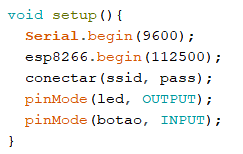 void setup(){
  Serial.begin(9600);
  esp8266.begin(112500);
  conectar(ssid, pass);
  pinMode(led, OUTPUT);
  pinMode(botao, INPUT);
}